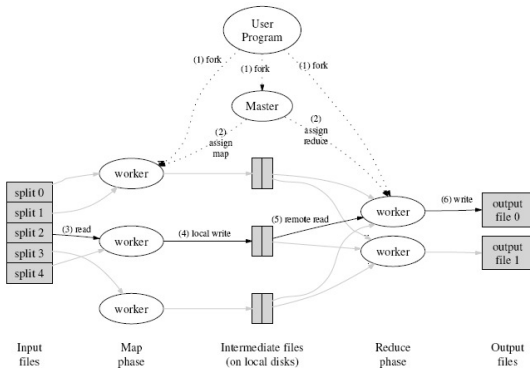 User
Program
(1) fork
(1) fork
(1) fork
Master
(2)
assign
map
(2)
assign
reduce
worker
split 0
split 1
split 2
split 3
split 4
(3) read
worker
(4) local write
(5) remote read
worker
(6) write
output
file 0
worker
output
file 1
worker
Input
files
Map
phase
Intermediate files
(on local disks)
Reduce
phase
Output
files